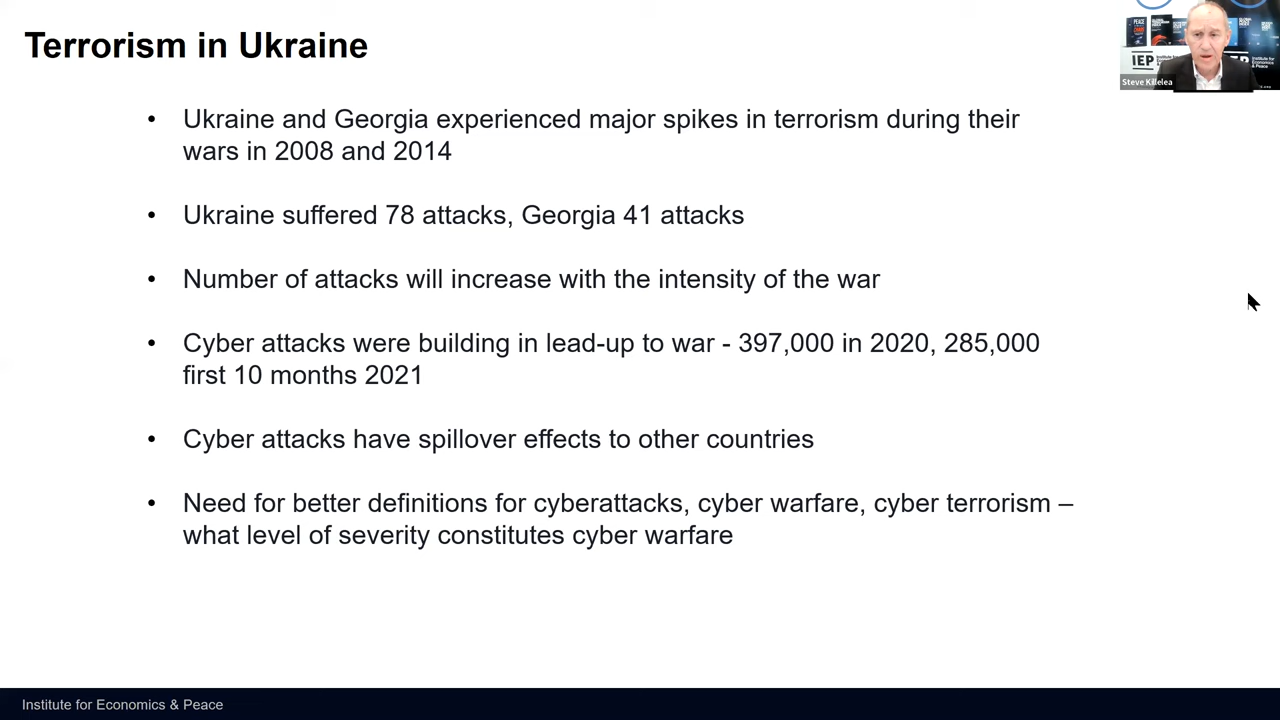 Terrorism in Ukraine
• Ukraine and Georgia experienced major spikes in terrorism during their
wars in 2008 and 2014
• Ukraine suffered 78 attacks, Georgia 41 attacks
• Number of attacks will increase with the intensity of the war
• Cyber attacks were building in lead-up to war - 397,000 in 2020, 285,000
first 10 months 2021
• Cyber attacks have spillover effects to other countries
• Need for better definitions for cyberattacks, cyber warfare, cyber terrorism –
what level of severity constitutes cyber warfare
IEP
Steve Killelea
Institute for Economics & Peace